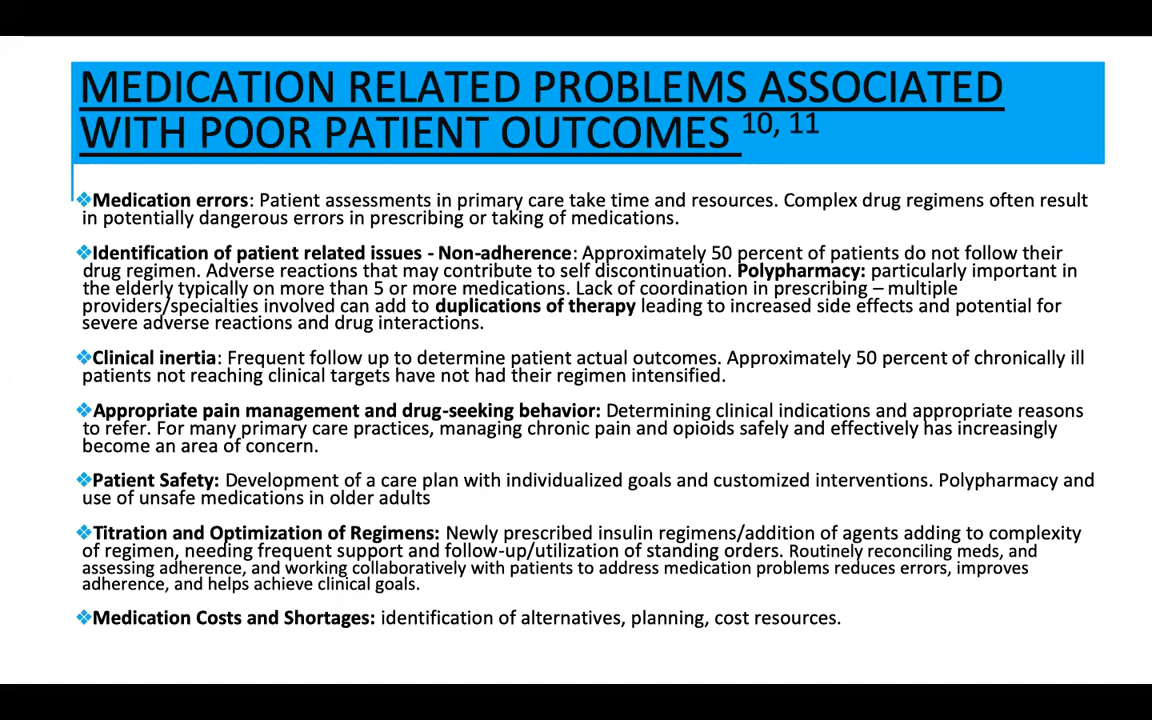 MEDICATION RELATED PROBLEMS ASSOCIATED
WITH POOR PATIENT OUTCOMES 10, 11
❖Medication errors: Patient assessments in primary care take time and resources. Complex drug regimens often result
in potentially dangerous errors in prescribing or taking of medications.
❖Identification of patient related issues - Non-adherence: Approximately 50 percent of patients do not follow their
drug regimen. Adverse reactions that may contribute to self discontinuation. Polypharmacy: particularly important in
the elderly typically on more than 5 or more medications. Lack of coordination in prescribing – multiple
providers/specialties involved can add to duplications of therapy leading to increased side effects and potential for
severe adverse reactions and drug interactions.
❖Clinical inertia: Frequent follow up to determine patient actual outcomes. Approximately 50 percent of chronically ill
patients not reaching clinical targets have not had their regimen intensified.
❖Appropriate pain management and drug-seeking behavior: Determining clinical indications and appropriate reasons
to refer. For many primary care practices, managing chronic pain and opioids safely and effectively has increasingly
become an area of concern.
❖Patient Safety: Development of a care plan with individualized goals and customized interventions. Polypharmacy and
use of unsafe medications in older adults
❖Titration and Optimization of Regimens: Newly prescribed insulin regimens/addition of agents adding to complexity
of regimen, needing frequent support and follow-up/utilization of standing orders. Routinely reconciling meds, and
assessing adherence, and working collaboratively with patients to address medication problems reduces errors, improves
adherence, and helps achieve clinical goals.
❖Medication Costs and Shortages: identification of alternatives, planning, cost resources.